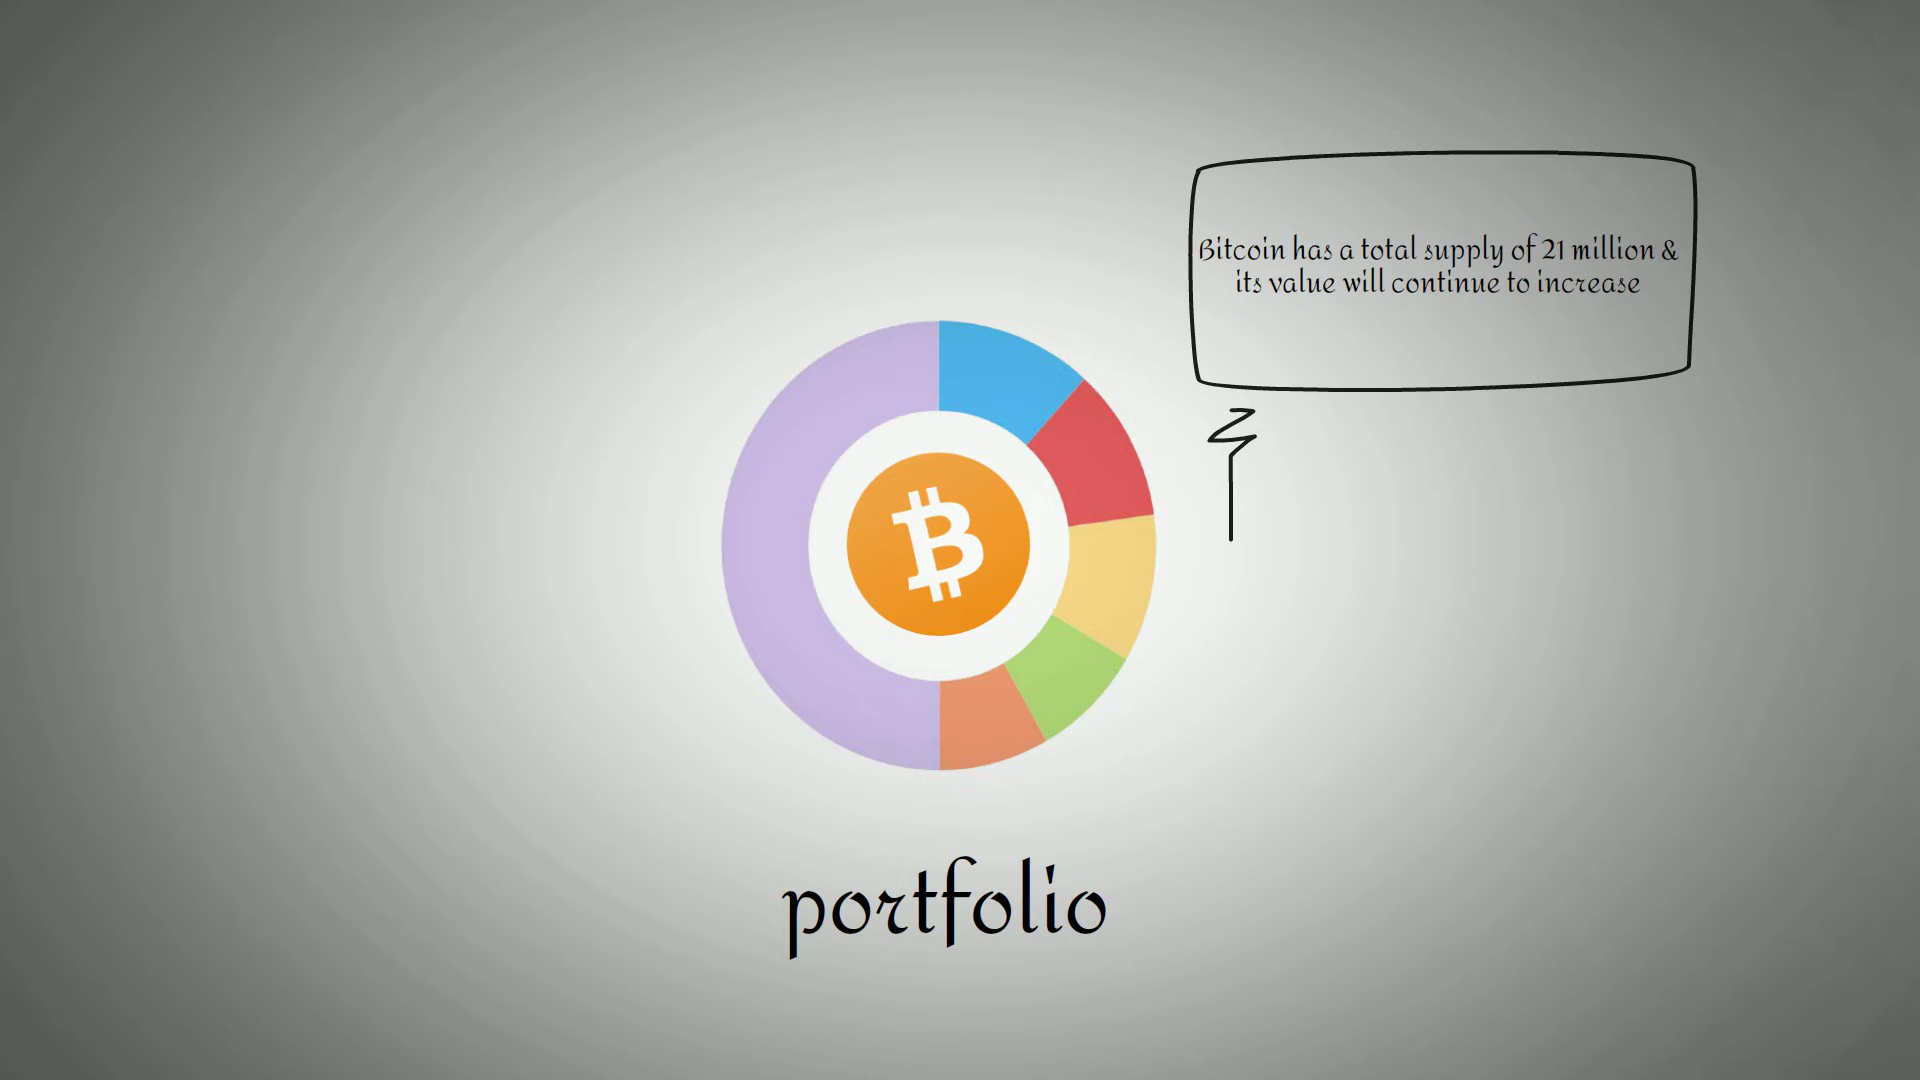 Bitcoin has a total supply of 21 million &
its value will continue to increase
portfolio